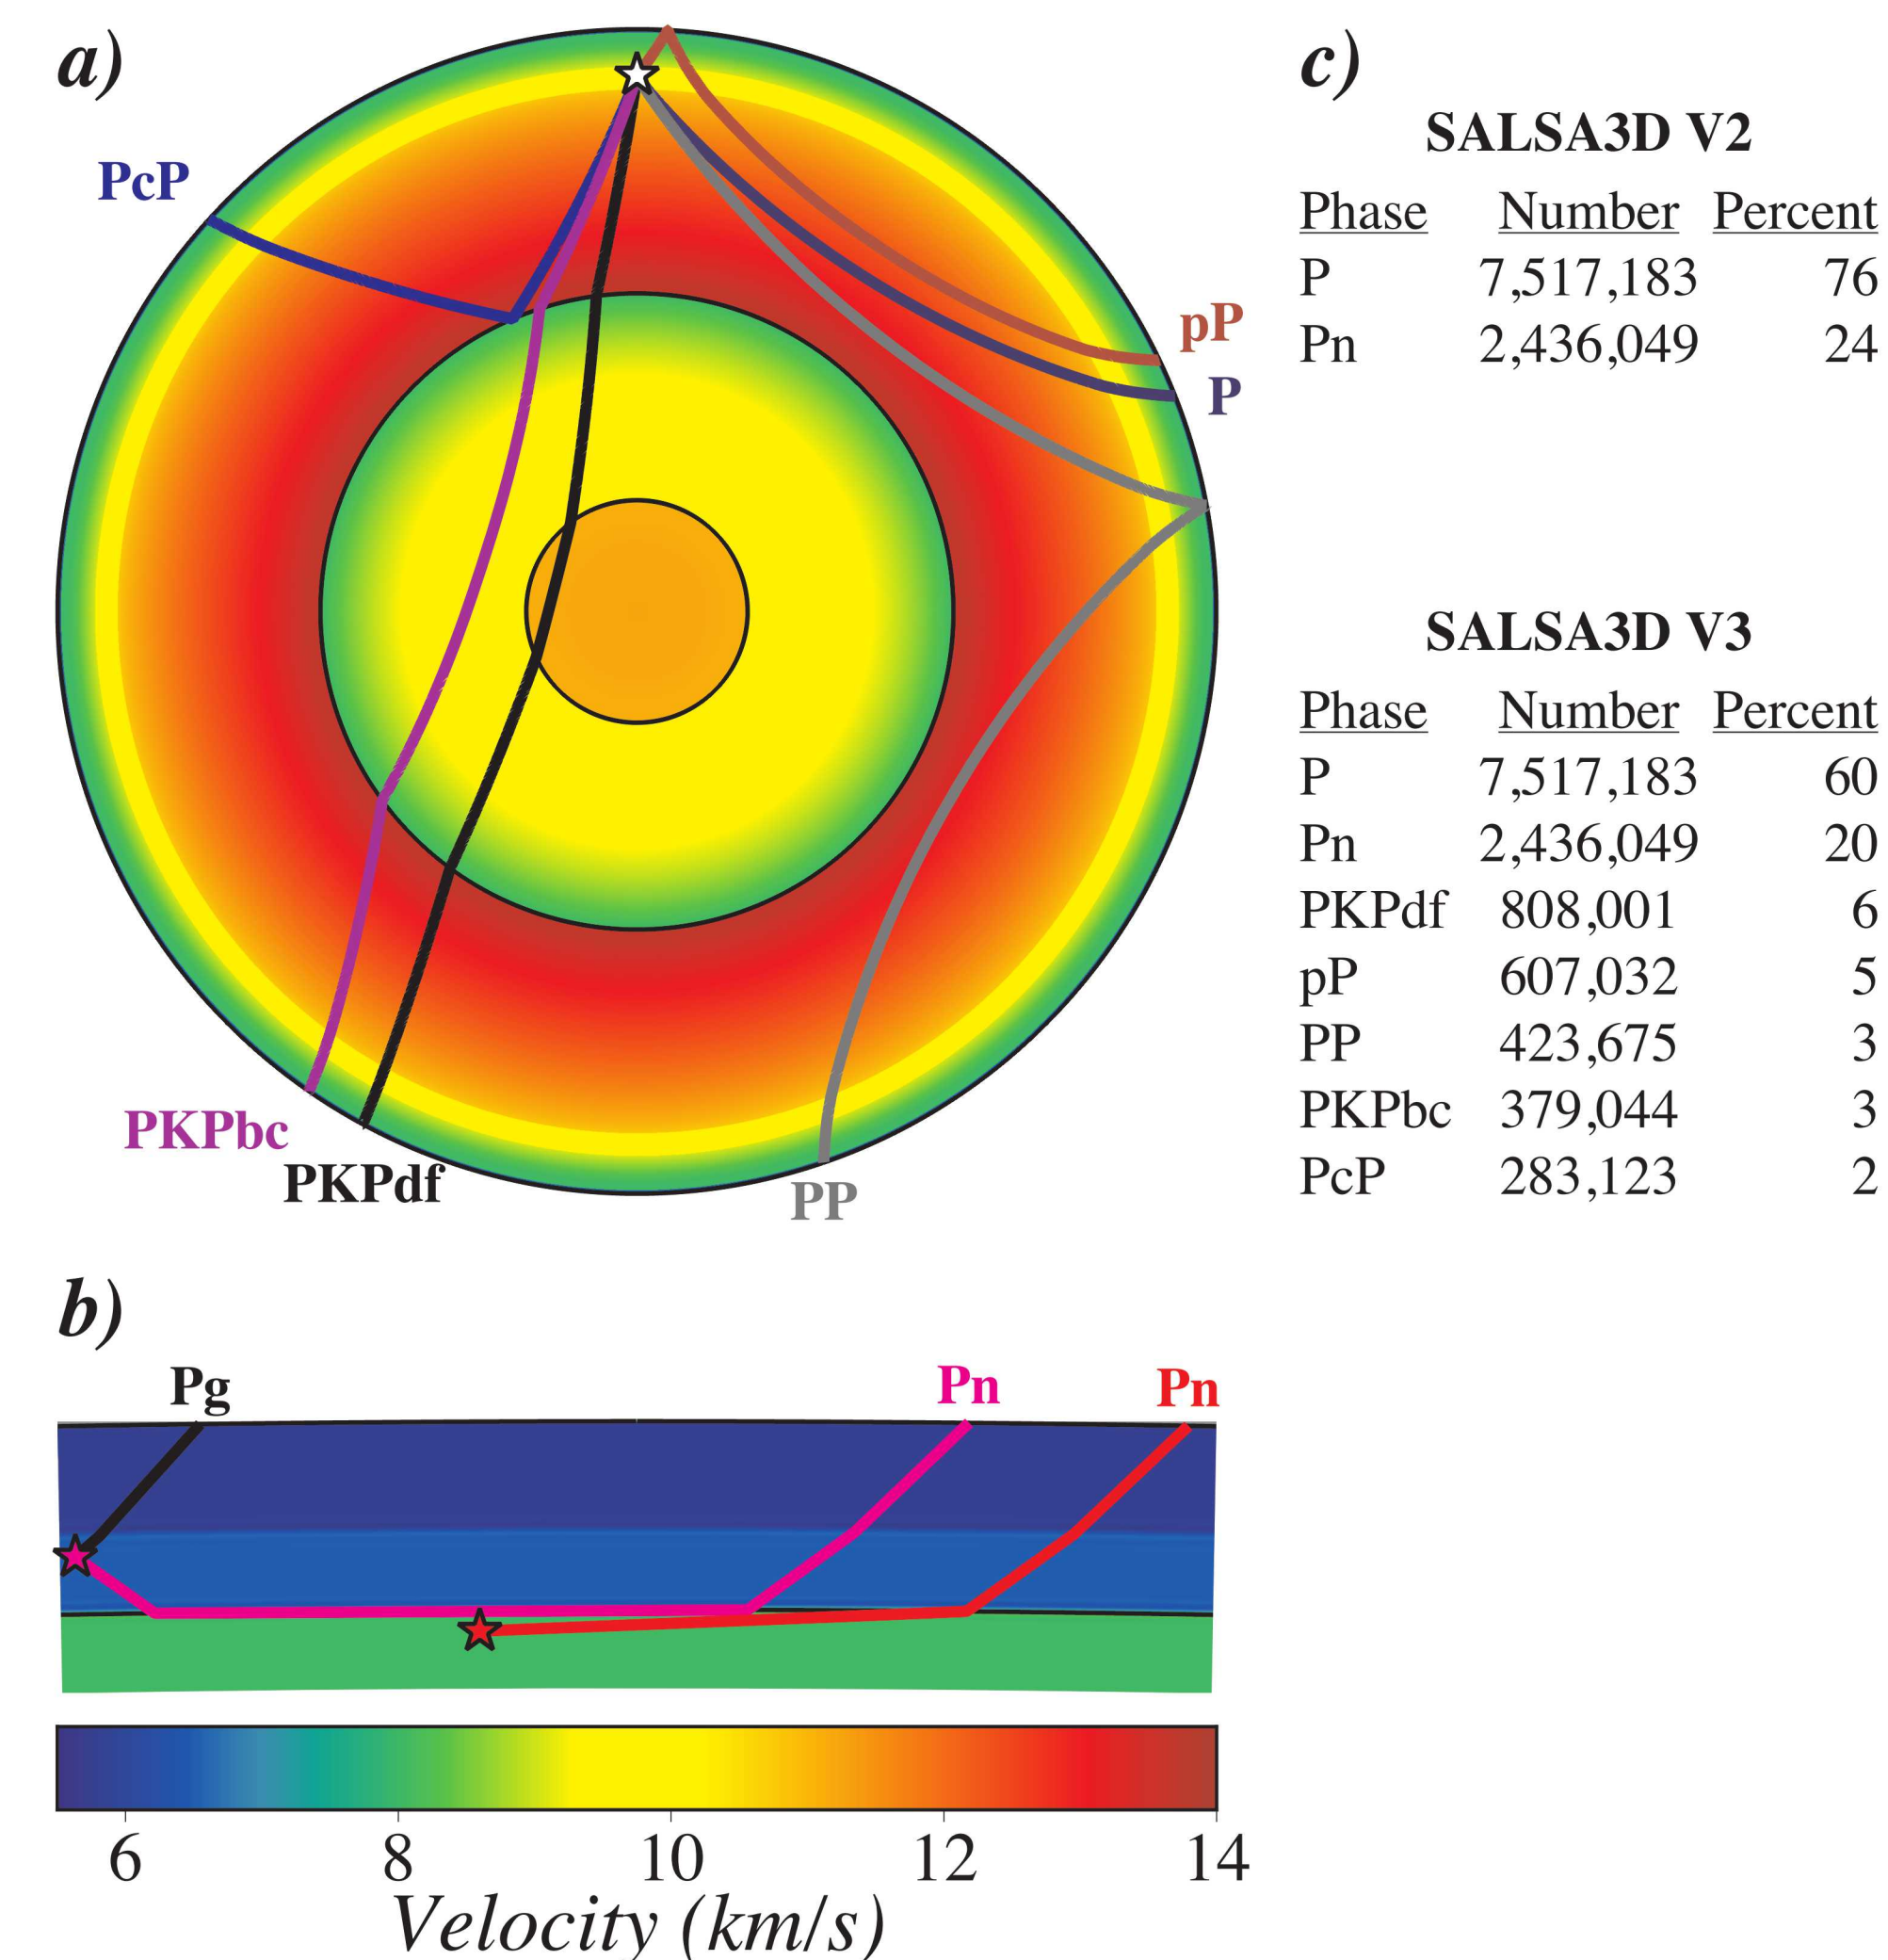 a)
PcP
pP
P
PKPbc
PKPdf
PP
c)
SALSA3D V2
Phase Number Percent
P 7,517,183 76
Pn 2,436,049 24
SALSA3D V3
Phase Number Percent
P 7,517,183 60
Pn 2,436,049 20
PKPdf 808,001 6
pP 607,032 5
PP 423,675 3
PKPbc 379,044 3
PcP 283,123 2
b)
Pg Pn Pn
6 8 10 12 14
Velocity (km/s)